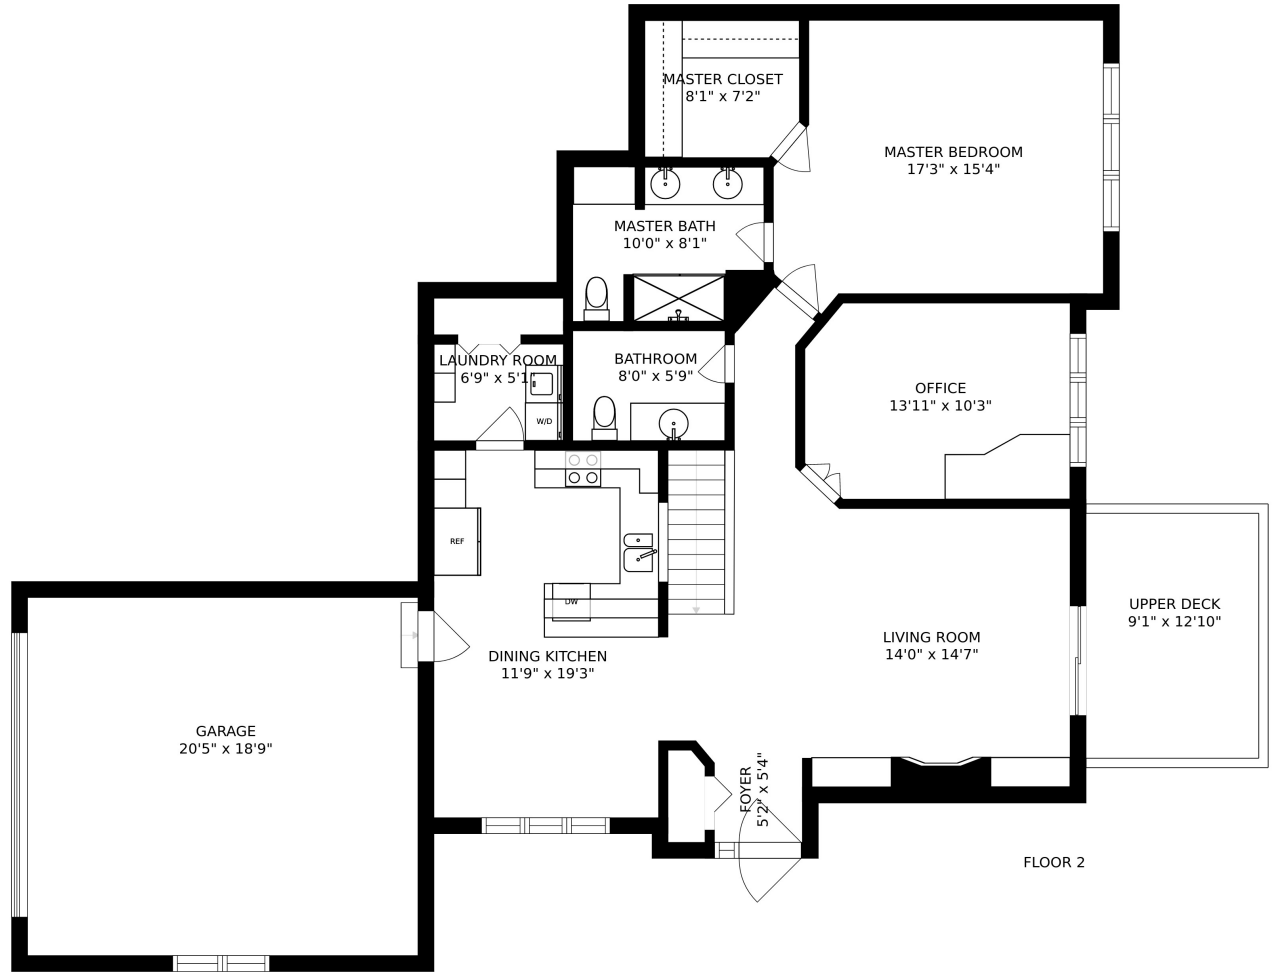 MASTER CLOSET
8'1" x 7'2"
MASTER BEDROOM
17'3" x 15'4"
MASTER BATH
10'0" x 8'1"
LAUNDRY ROOM
6'9" x 5'1"
BATHROOM
8'0" x 5'9"
OFFICE
13'11" x 10'3"
W/D
REF
DW
UPPER DECK
9'1" x 12'10"
LIVING ROOM
14'0" x 14'7"
DINING KITCHEN
11'9" x 19'3"
GARAGE
20'5" x 18'9"
FOYER
5'2" x 5'4"
FLOOR 2